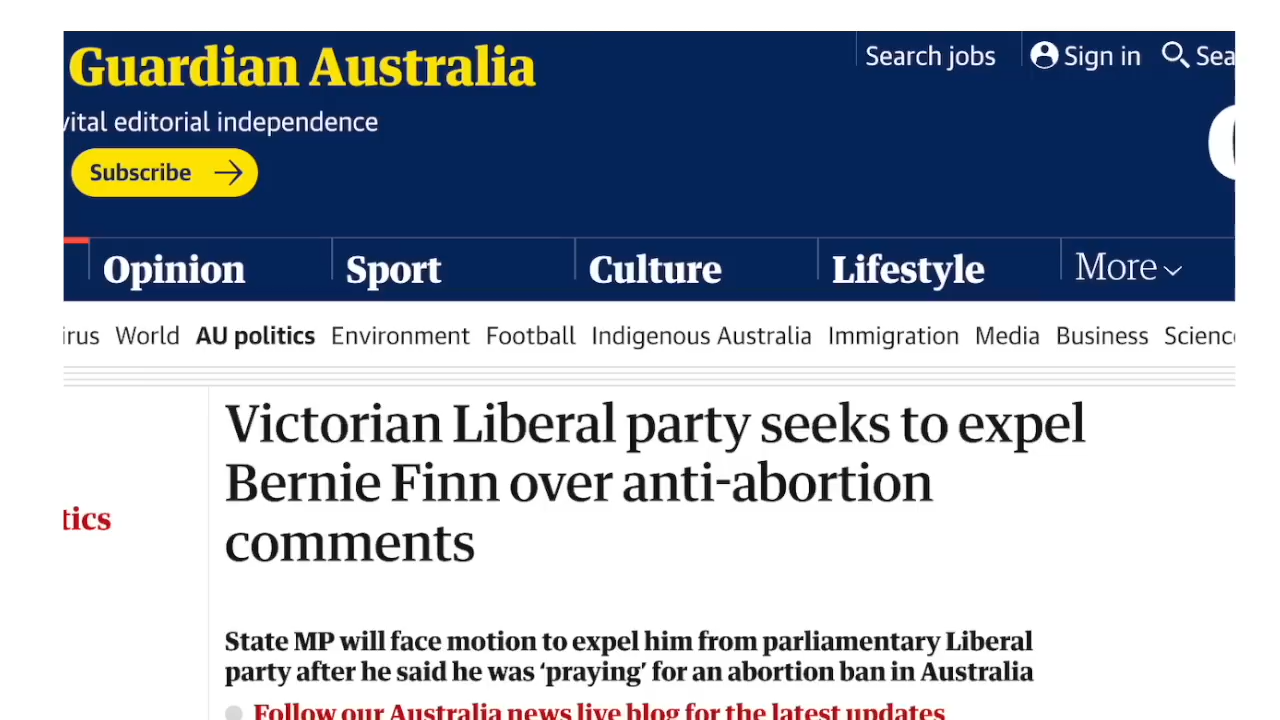 Guardian Australia
Search jobs
Sign in
vital editorial independence
Subscribe
Opinion
Sport
Culture
Lifestyle
More
World AU politics Environment Football Indigenous Australia Immigration Media Business Science
Victorian Liberal party seeks to expel
Bernie Finn over anti-abortion
comments
State MP will face motion to expel him from parliamentary Liberal
party after he said he was ‘praying’ for an abortion ban in Australia
Follow our Australia news live blog for the latest updates